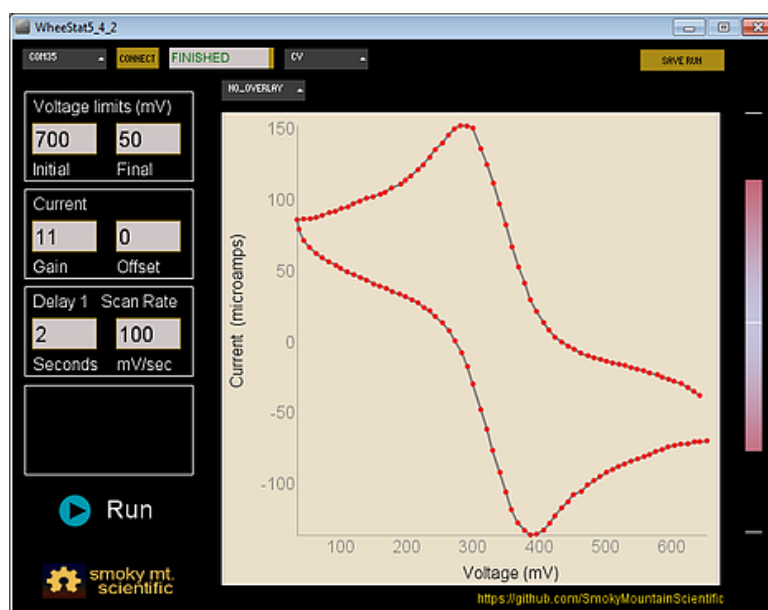 WheeStat5_4_2
COM35
CONNECT
FINISHED
CV
SAVE RUN
NO_OVERLAY
Voltage limits (mV)
700 50
Initial Final
Current
11 0
Gain Offset
Delay 1 Scan Rate
2 100
Seconds mV/sec
Run
smoky mt.
scientific
150
100
50
0
-50
-100
Current (microamps)
100 200 300 400 500 600
Voltage (mV)
https://github.com/SmokyMountainScientific